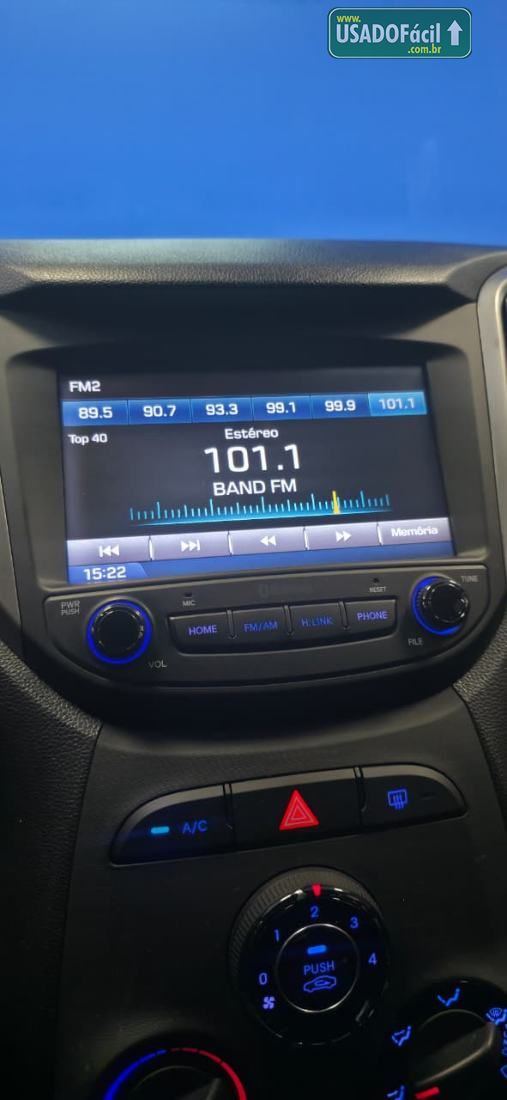 www.
USADOFácil
.com.br
FM2
89.5 90.7 93.3 99.1 99.9 101.1
Top 40
Estéreo
101.1
BAND FM
Memória
15:22
PWR
PUSH
MIC
RESET
TUNE
HOME FM/AM H:LINK PHONE
VOL
FILE
A/C
0 1 2 3 4
PUSH